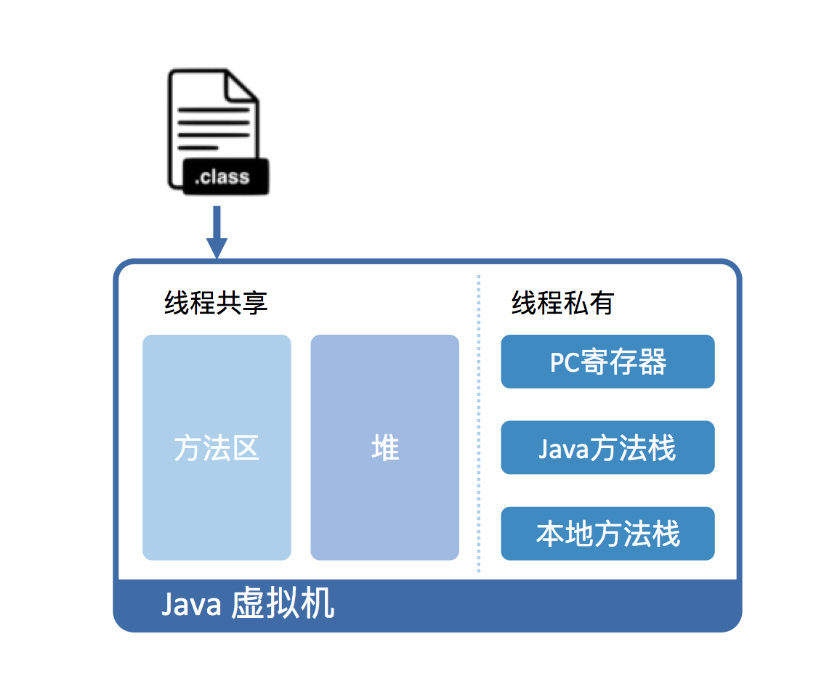 .class
线程共享
线程私有
方法区
堆
PC寄存器
Java方法栈
本地方法栈
Java 虚拟机